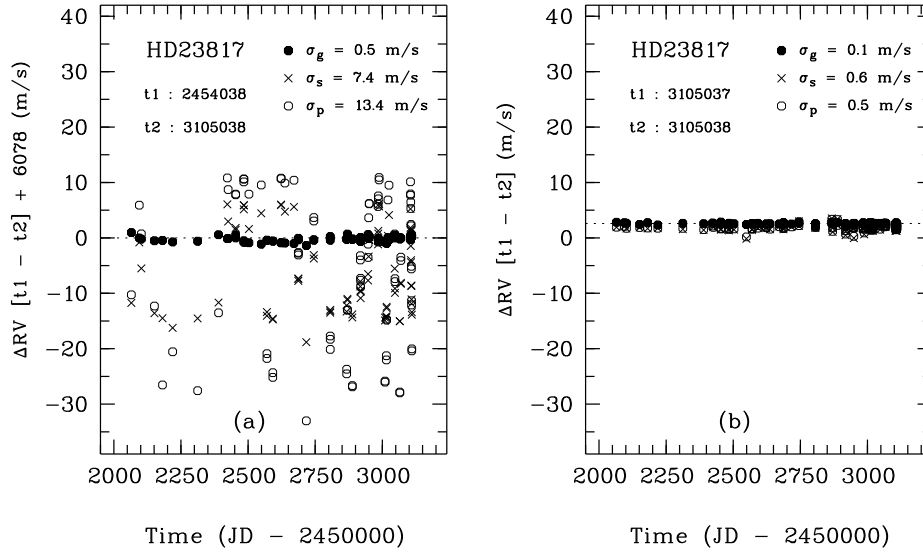 40
30
20
10
0
−10
−20
−30
ΔRV [t1 − t2] + 6078 (m/s)
HD23817
t1 : 2454038
t2 : 3105038
σg = 0.5 m/s
σs = 7.4 m/s
σp = 13.4 m/s
(a)
2000 2250 2500 2750 3000
Time (JD − 2450000)
40
30
20
10
0
−10
−20
−30
ΔRV [t1 − t2] (m/s)
HD23817
t1 : 3105037
t2 : 3105038
σg = 0.1 m/s
σs = 0.6 m/s
σp = 0.5 m/s
(b)
2000 2250 2500 2750 3000
Time (JD − 2450000)